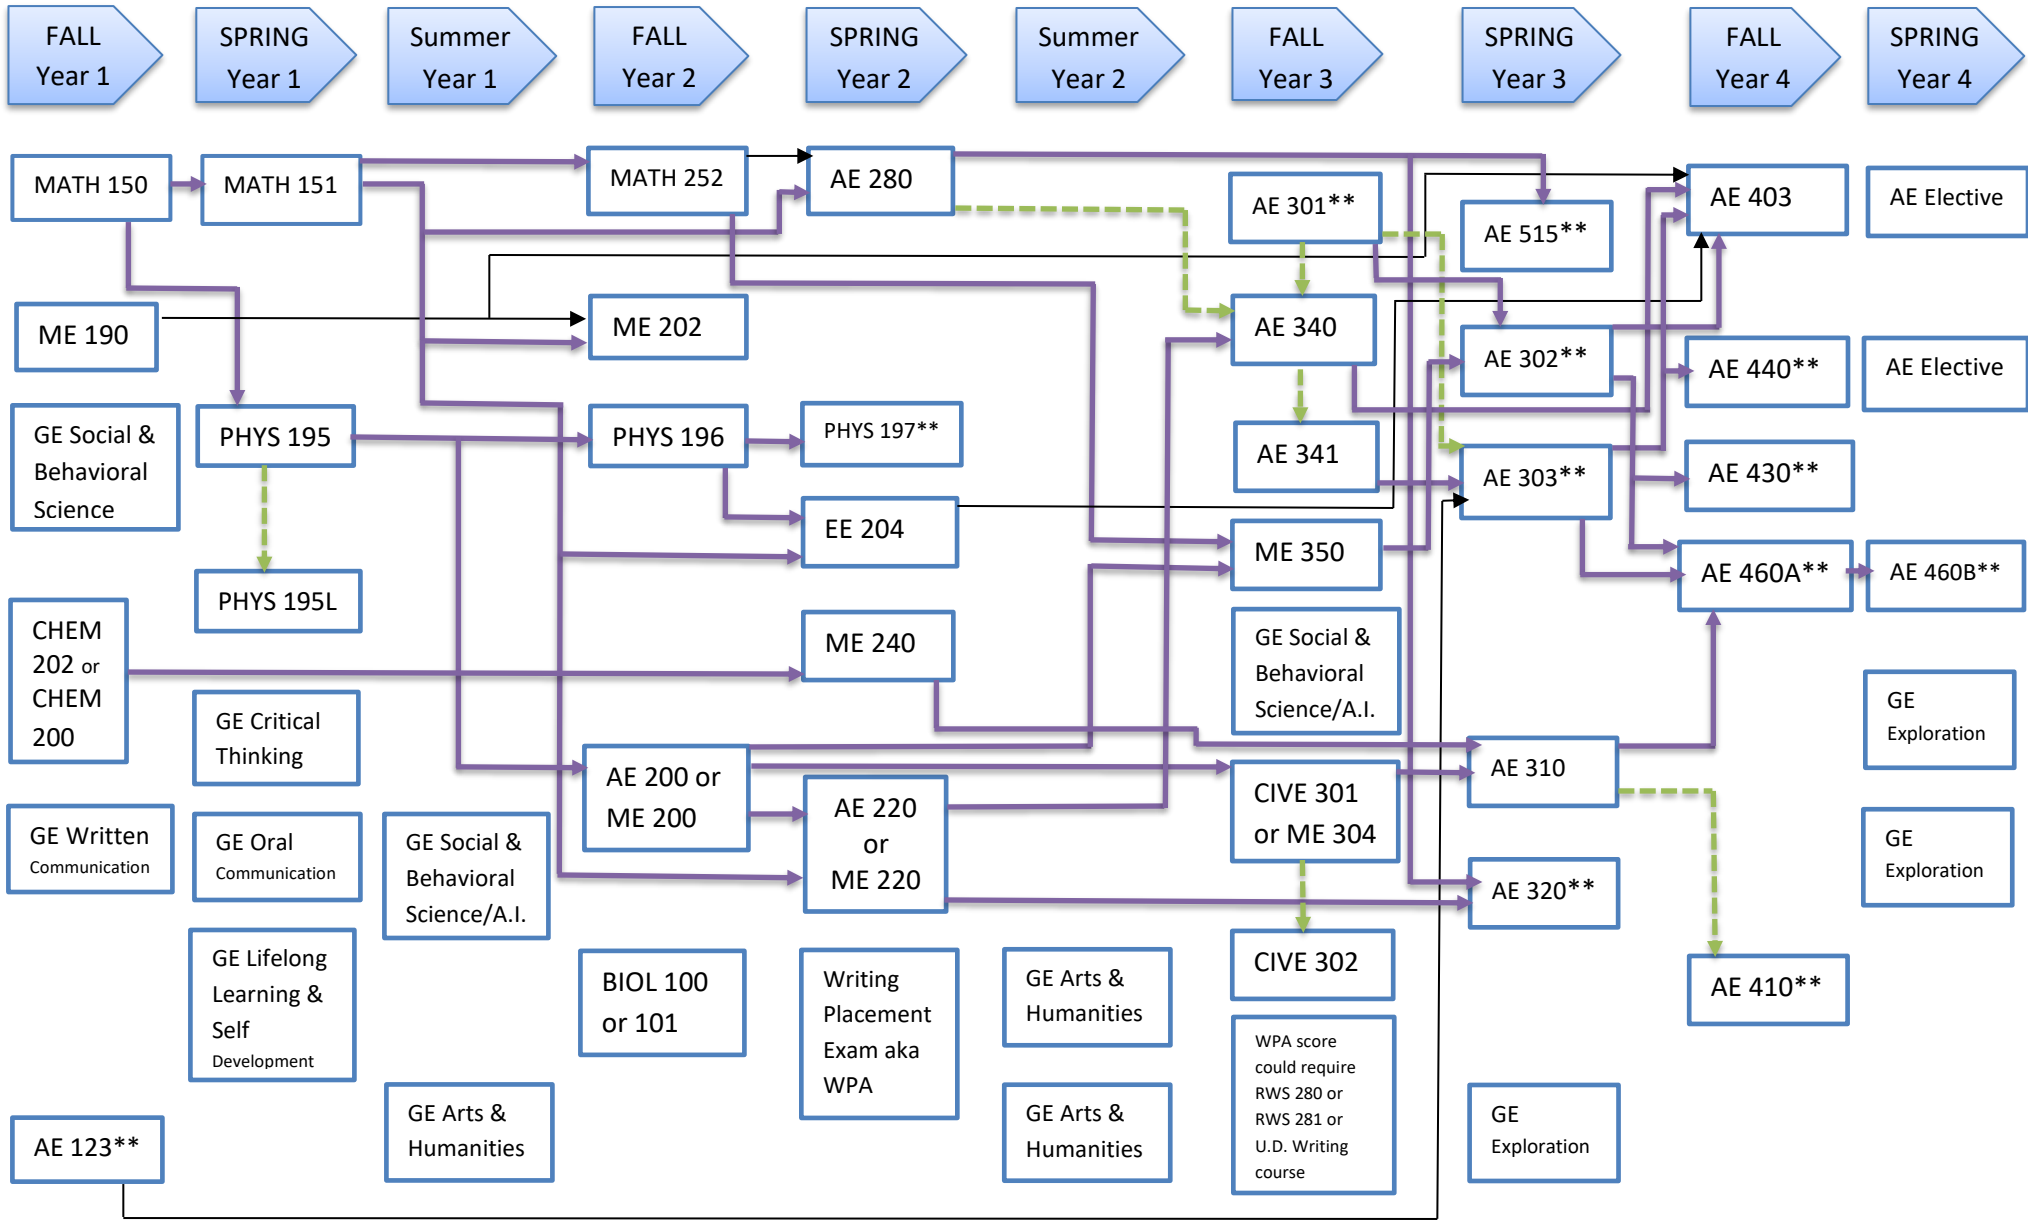 FALL
Year 1
SPRING
Year 1
Summer
Year 1
FALL
Year 2
SPRING
Year 2
Summer
Year 2
FALL
Year 3
SPRING
Year 3
FALL
Year 4
SPRING
Year 4
MATH 150
ME 190
GE Social &
Behavioral
Science
CHEM
202 or
CHEM
200
GE Written
Communication
AE 123**
MATH 151
PHYS 195
PHYS 195L
GE Critical
Thinking
GE Oral
Communication
GE Lifelong
Learning &
Self
Development
GE Social &
Behavioral
Science/A.I.
GE Arts &
Humanities
MATH 252
ME 202
PHYS 196
AE 200 or
ME 200
BIOL 100
or 101
AE 280
PHYS 197**
EE 204
ME 240
AE 220
or
ME 220
Writing
Placement
Exam aka
WPA
GE Arts &
Humanities
GE Arts &
Humanities
AE 301**
AE 340
AE 341
ME 350
GE Social &
Behavioral
Science/A.I.
CIVE 301
or ME 304
CIVE 302
WPA score
could require
RWS 280 or
RWS 281 or
U.D. Writing
course
AE 515**
AE 302**
AE 303**
AE 310
AE 320**
GE
Exploration
AE 403
AE 440**
AE 430**
AE 460A**
AE 410**
AE Elective
AE Elective
AE 460B**
GE
Exploration
GE
Exploration